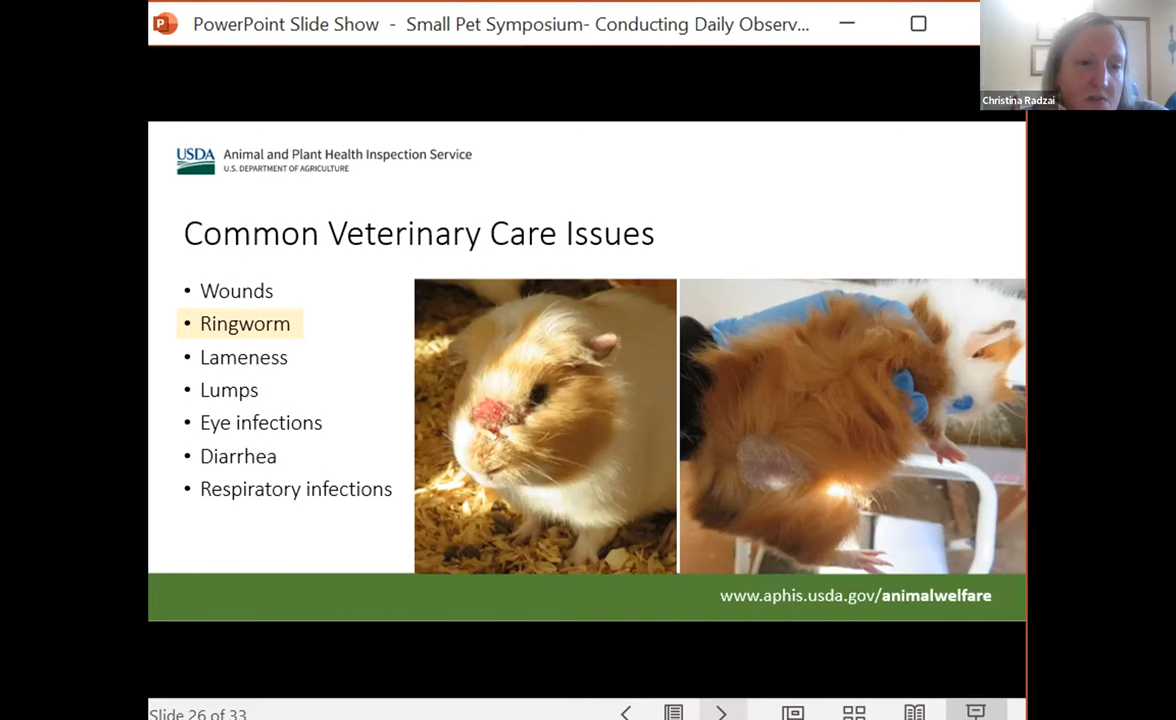 PowerPoint Slide Show - Small Pet Symposium- Conducting Daily Observ...
Christina Radzai
USDA Animal and Plant Health Inspection Service
U.S. DEPARTMENT OF AGRICULTURE
Common Veterinary Care Issues
• Wounds
• Ringworm
• Lameness
• Lumps
• Eye infections
• Diarrhea
• Respiratory infections
www.aphis.usda.gov/animalwelfare
Slide 26 of 33